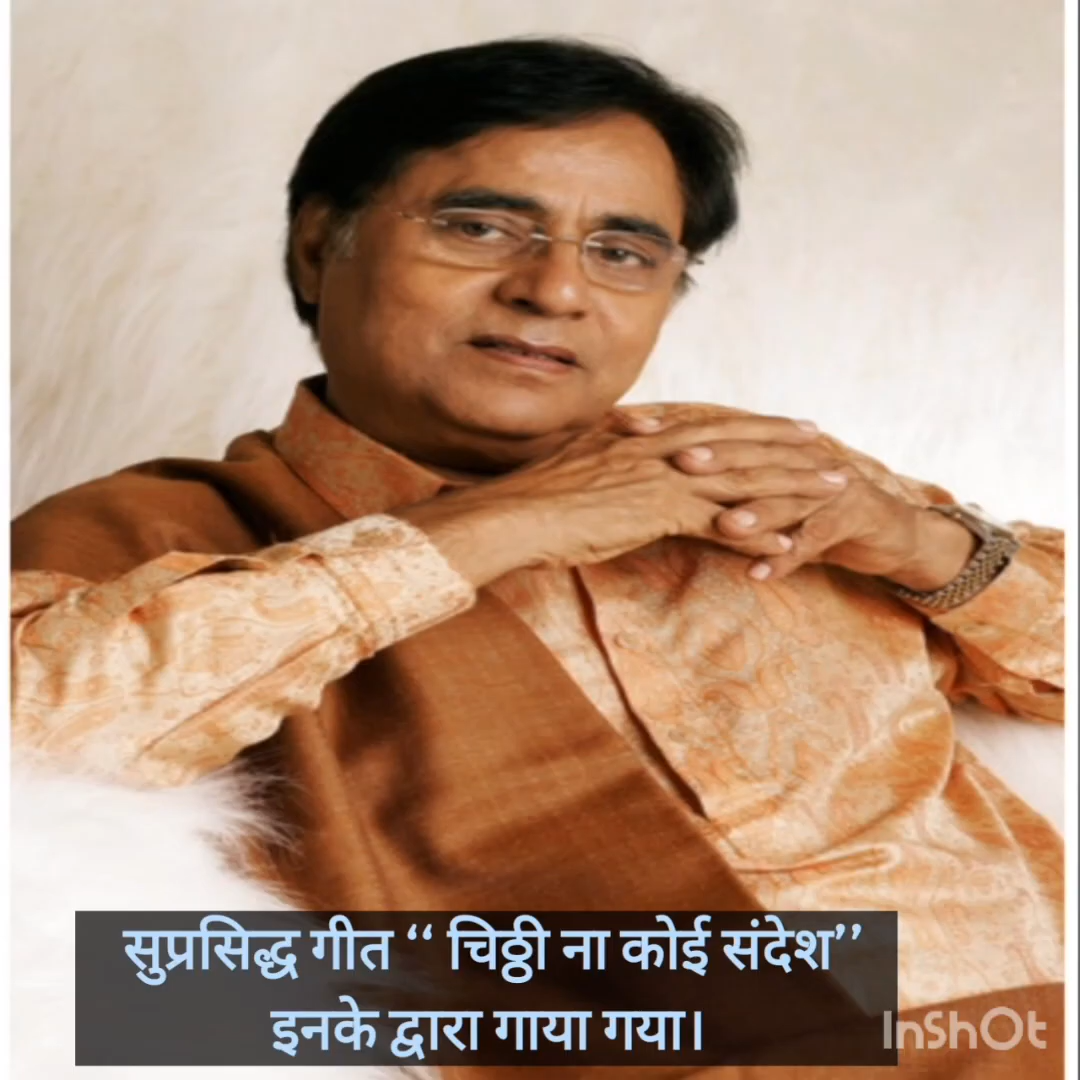 सुप्रसिद्ध गीत ‘‘ चिठ्ठी ना कोई संदेश’’
इनके द्वारा गाया गया।
InShOt